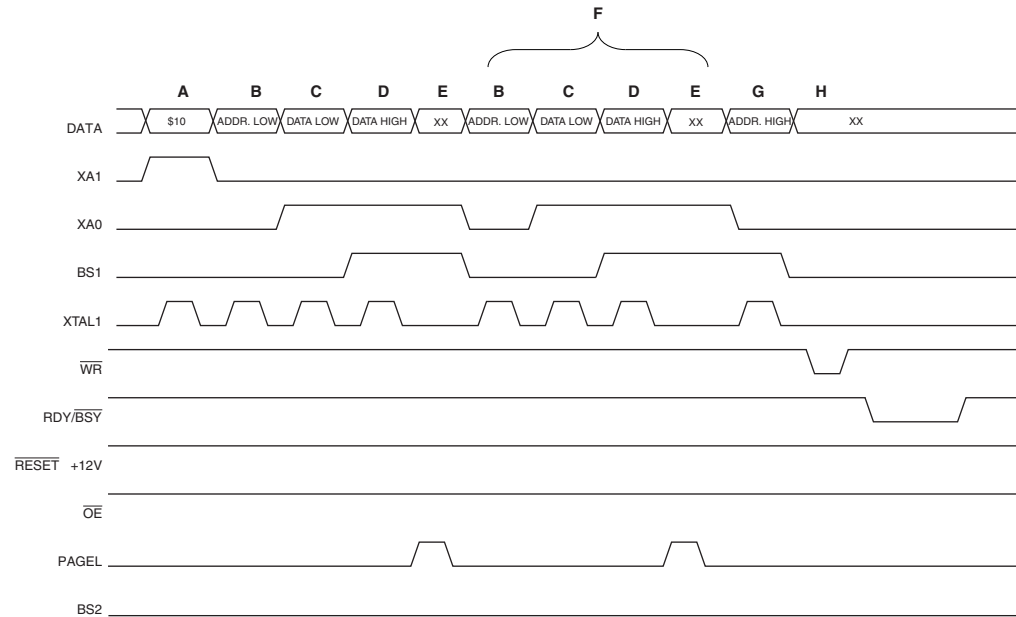 F
A B C D E B C D E G H
DATA $10 ADDR. LOW DATA LOW DATA HIGH XX ADDR. LOW DATA LOW DATA HIGH XX ADDR. HIGH XX
XA1
XA0
BS1
XTAL1
WR
RDY/BSY
RESET +12V
OE
PAGEL
BS2